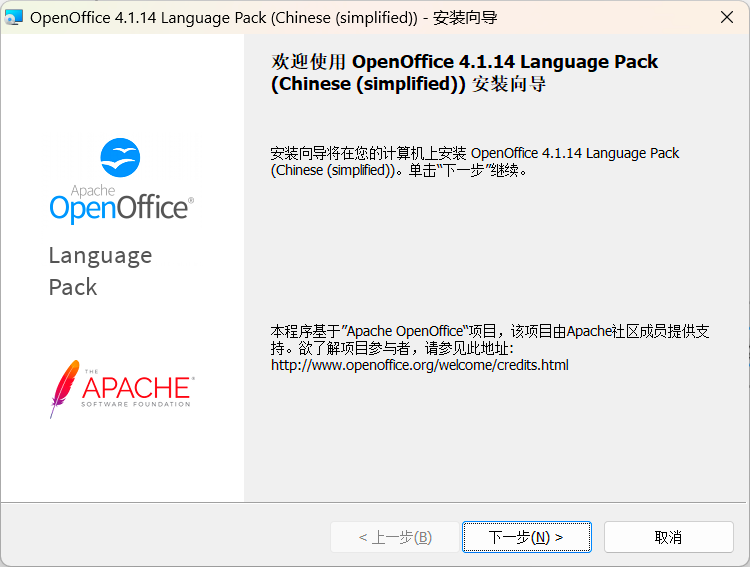 OpenOffice 4.1.14 Language Pack (Chinese (simplified)) - 安装向导
欢迎使用 OpenOffice 4.1.14 Language Pack
(Chinese (simplified)) 安装向导
安装向导将在您的计算机上安装 OpenOffice 4.1.14 Language Pack
(Chinese (simplified))。单击“下一步”继续。
Apache
OpenOffice®
Language
Pack
本程序基于”Apache OpenOffice“项目，该项目由Apache社区成员提供支
持。欲了解项目参与者，请参见此地址:
http://www.openoffice.org/welcome/credits.html
THE
APACHE®
SOFTWARE FOUNDATION
< 上一步(B)
下一步(N) >
取消